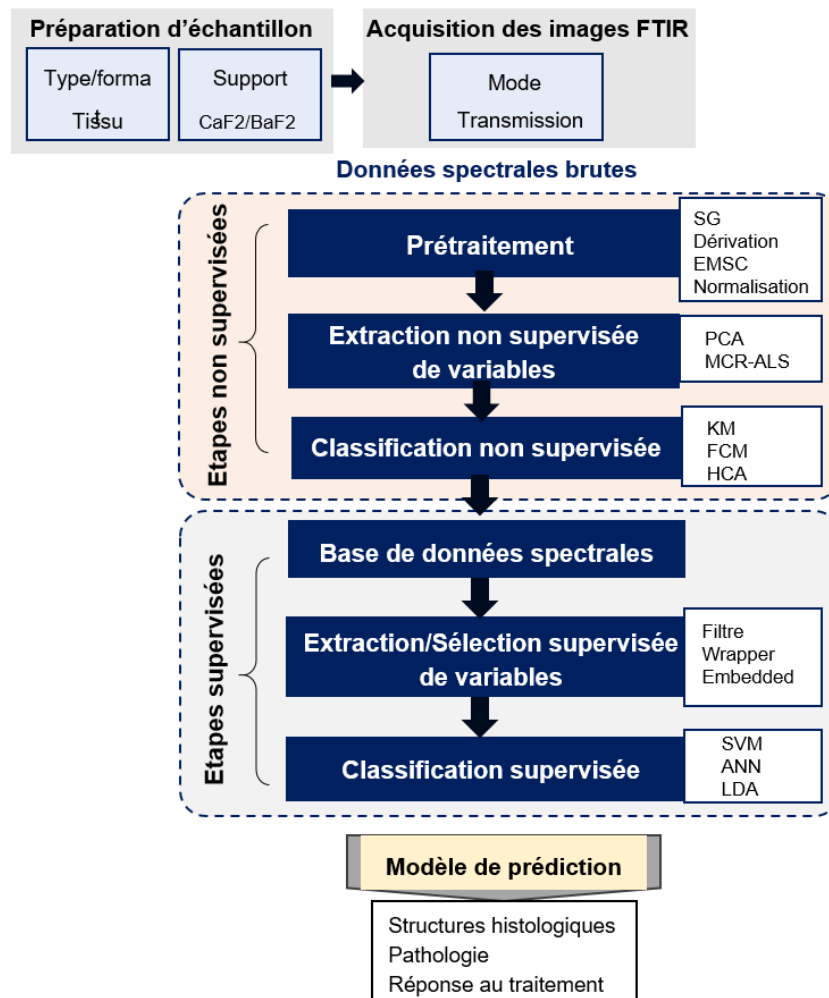 Préparation d’échantillon
Type/forma
t
Tissu
Support
CaF2/BaF2
Acquisition des images FTIR
Mode
Transmission
Données spectrales brutes
Etapes non supervisées
Prétraitement
SG
Dérivation
EMSC
Normalisation
Extraction non supervisée
de variables
PCA
MCR-ALS
Classification non supervisée
KM
FCM
HCA
Etapes supervisées
Base de données spectrales
Extraction/Sélection supervisée
de variables
Filtre
Wrapper
Embedded
Classification supervisée
SVM
ANN
LDA
Modèle de prédiction
Structures histologiques
Pathologie
Réponse au traitement